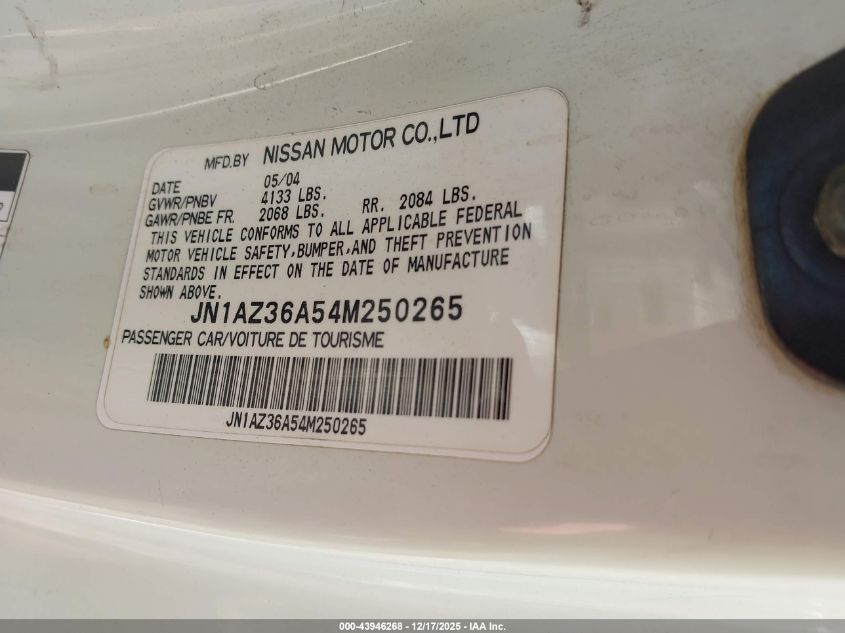 MFD.BY NISSAN MOTOR CO.,LTD
DATE 05/04
GVWR/PNBV 4133 LBS.
GAWR/PNBE FR. 2068 LBS. RR. 2084 LBS.
THIS VEHICLE CONFORMS TO ALL APPLICABLE FEDERAL
MOTOR VEHICLE SAFETY,BUMPER,AND THEFT PREVENTION
STANDARDS IN EFFECT ON THE DATE OF MANUFACTURE
SHOWN ABOVE.
JN1AZ36A54M250265
PASSENGER CAR/VOITURE DE TOURISME
JN1AZ36A54M250265
000-43946268 - 12/17/2025 - IAA Inc.